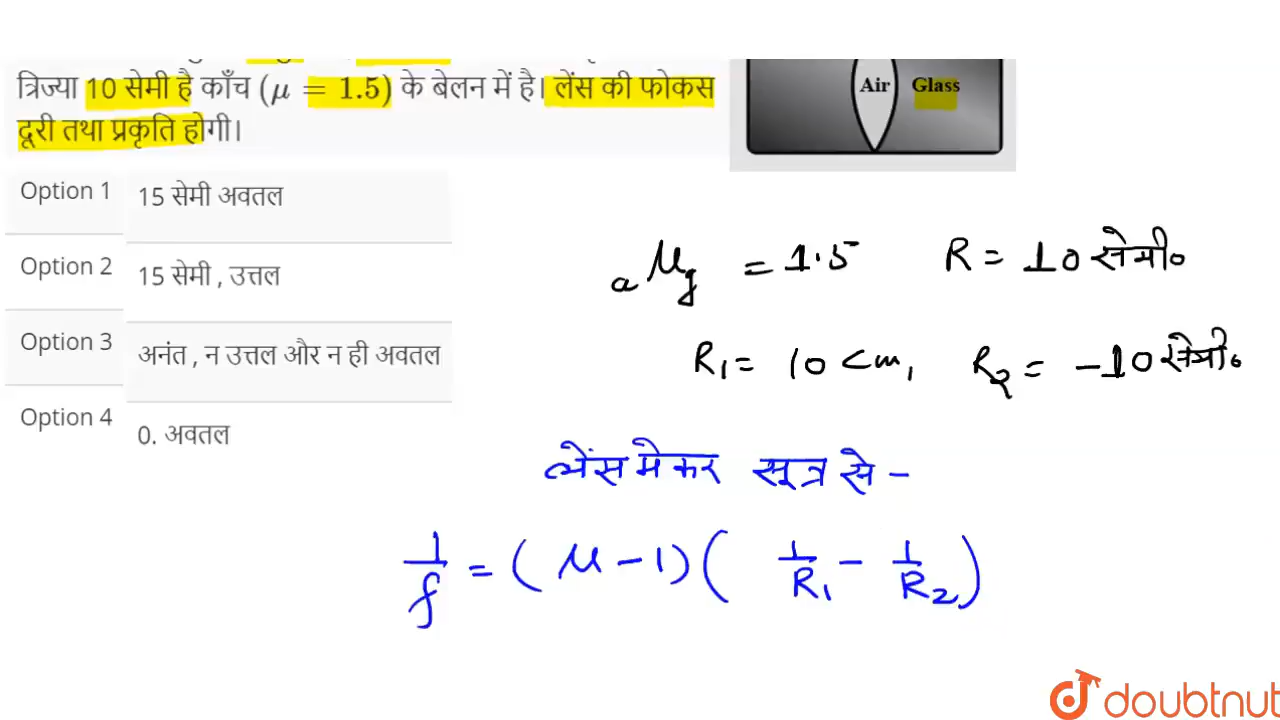 त्रिज्या 10 सेमी है काँच (μ = 1.5) के बेलन में है। लेंस की फोकस
दूरी तथा प्रकृति होगी।
Air Glass
Option 1 15 सेमी अवतल
Option 2 15 सेमी , उत्तल
Option 3 अनंत , न उत्तल और न ही अवतल
Option 4 0. अवतल
aμg = 1.5 R = 10 सेमी०
R1 = 10 cm, R2 = -10 सेमी०
लेंस मेकर सूत्र से -
1/f = (μ - 1)(1/R1 - 1/R2)
doubtnut